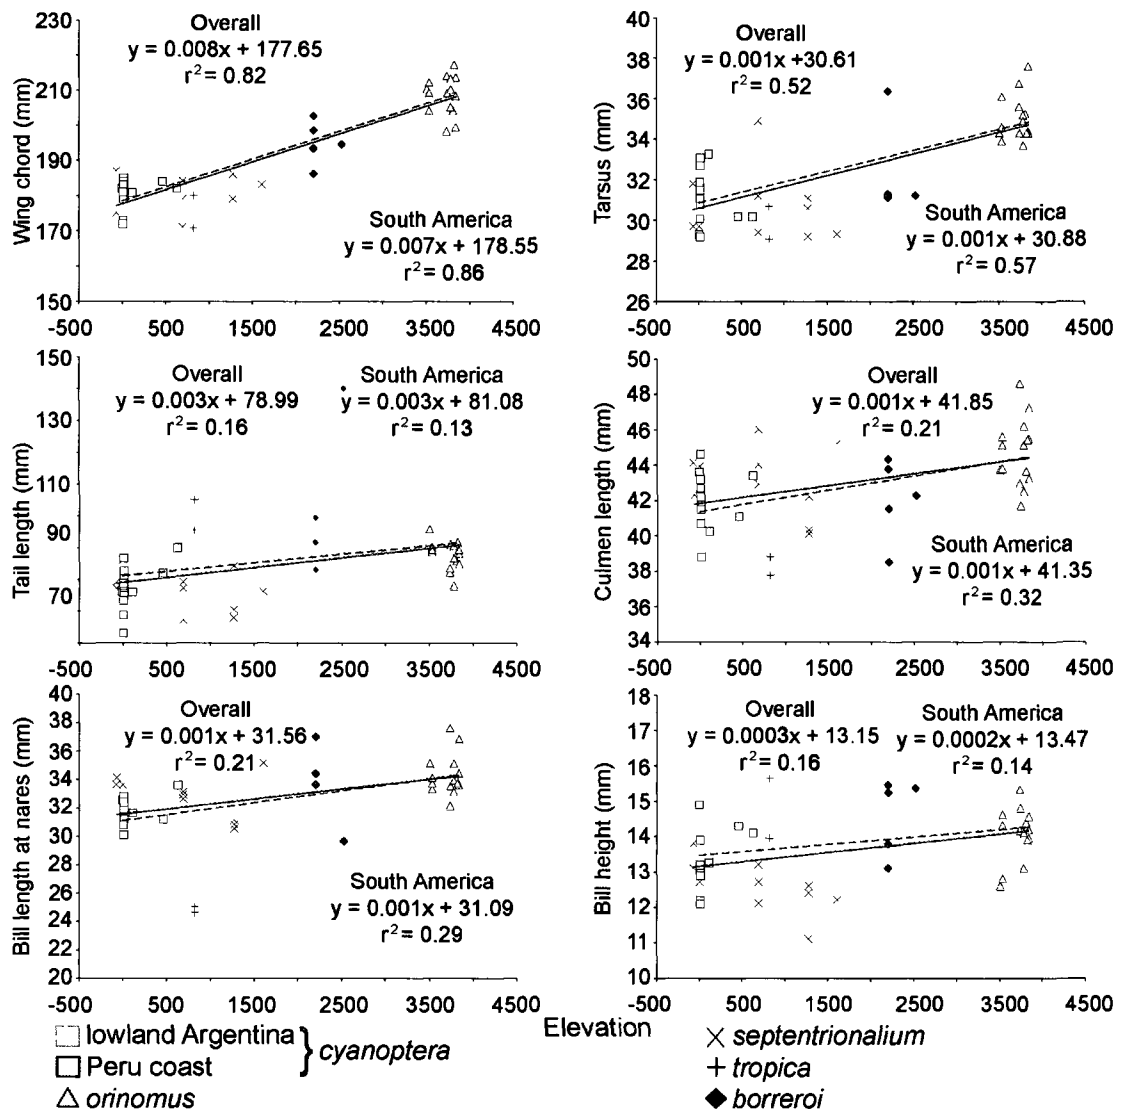 230
210
190
170
150
Wing chord (mm)
Overall
y = 0.008x + 177.65
r² = 0.82
South America
y = 0.007x + 178.55
r² = 0.86
-500 500 1500 2500 3500 4500
40
38
36
34
32
30
28
26
Tarsus (mm)
Overall
y = 0.001x +30.61
r² = 0.52
South America
y = 0.001x + 30.88
r² = 0.57
-500 500 1500 2500 3500 4500
150
130
110
90
70
Tail length (mm)
Overall
y = 0.003x + 78.99
r² = 0.16
South America
y = 0.003x + 81.08
r² = 0.13
-500 500 1500 2500 3500 4500
50
48
46
44
42
40
38
36
34
Culmen length (mm)
Overall
y = 0.001x + 41.85
r² = 0.21
South America
y = 0.001x + 41.35
r² = 0.32
-500 500 1500 2500 3500 4500
40
38
36
34
32
30
28
26
24
22
20
Bill length at nares (mm)
Overall
y = 0.001x + 31.56
r² = 0.21
South America
y = 0.001x + 31.09
r² = 0.29
-500 500 1500 2500 3500 4500
18
17
16
15
14
13
12
11
10
Bill height (mm)
Overall
y = 0.0003x + 13.15
r² = 0.16
South America
y = 0.0002x + 13.47
r² = 0.14
-500 500 1500 2500 3500 4500
Elevation
lowland Argentina
Peru coast
} cyanoptera
orinomus
septentrionalium
tropica
borreroi